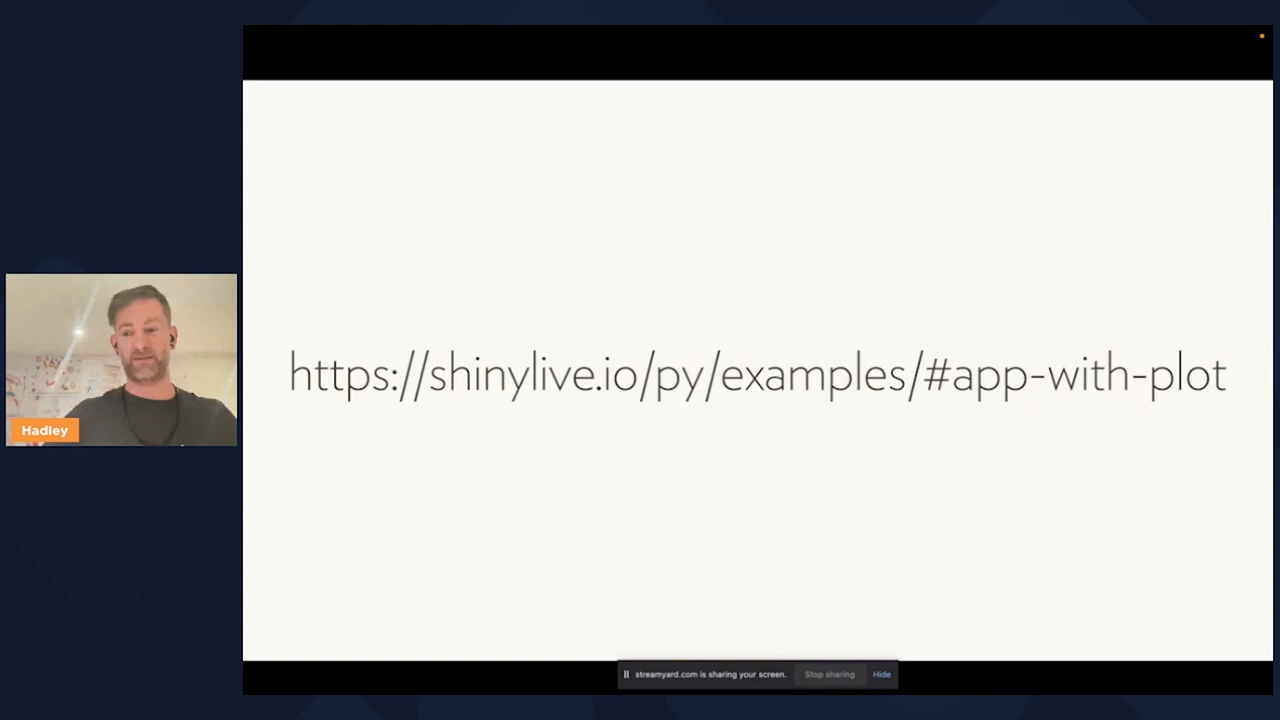 https://shinylive.io/py/examples/#app-with-plot
Hadley
streamyard.com is sharing your screen. Stop sharing Hide